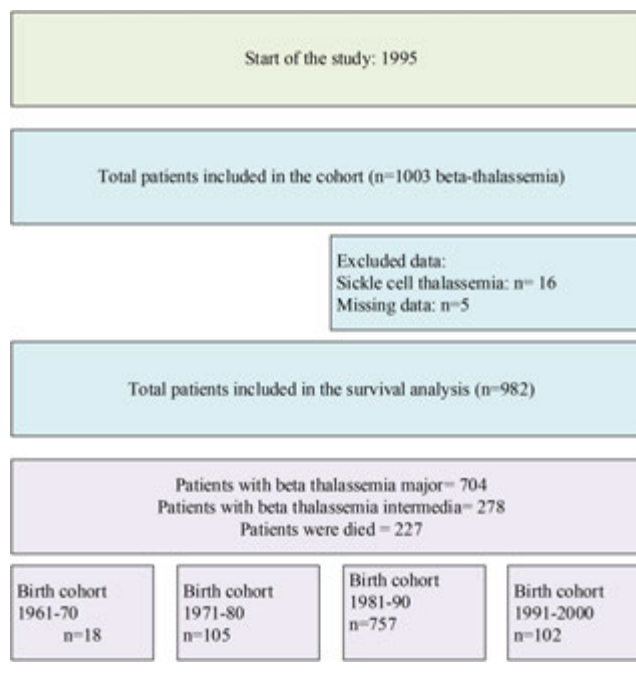 Start of the study: 1995
Total patients included in the cohort (n=1003 beta-thalassemia)
Excluded data:
Sickle cell thalassemia: n= 16
Missing data: n=5
Total patients included in the survival analysis (n=982)
Patients with beta thalassemia major= 704
Patients with beta thalassemia intermedia= 278
Patients were died = 227
Birth cohort
1961-70
n=18
Birth cohort
1971-80
n=105
Birth cohort
1981-90
n=757
Birth cohort
1991-2000
n=102